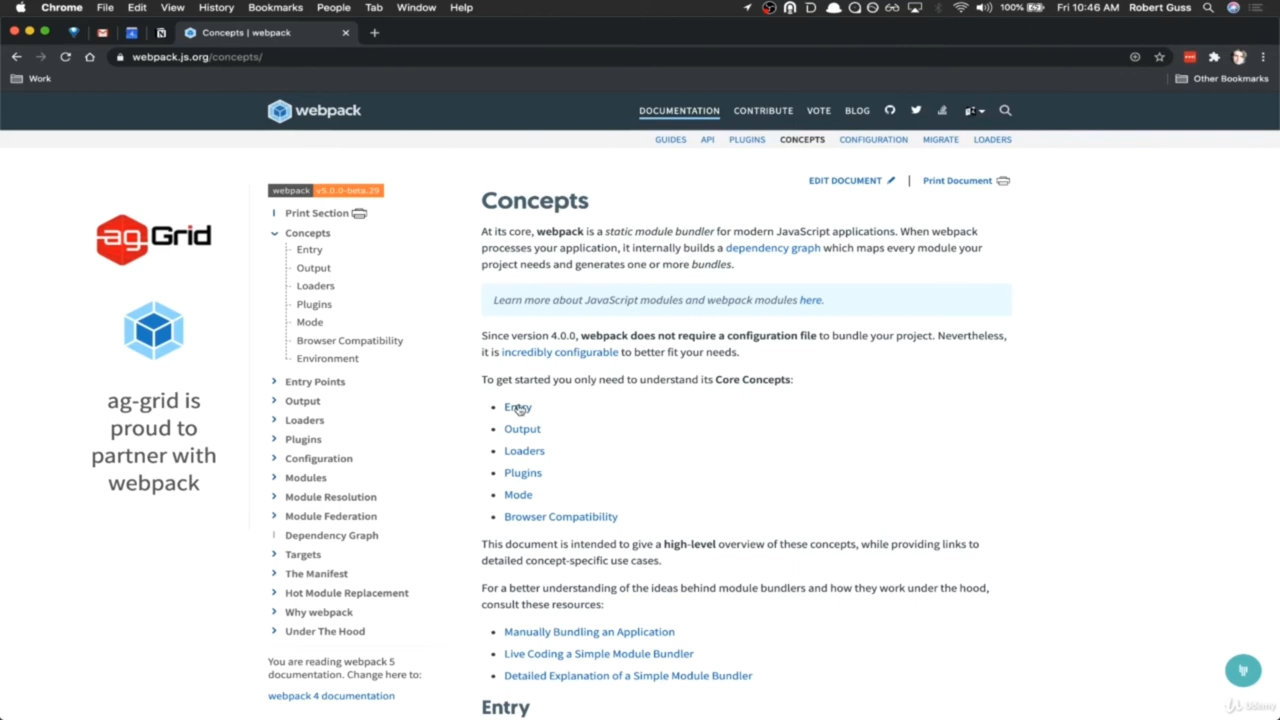 Chrome File Edit View History Bookmarks People Tab Window Help 100% Fri 10:46 AM Robert Guss
Concepts | webpack
webpack.js.org/concepts/
Work Other Bookmarks
webpack DOCUMENTATION CONTRIBUTE VOTE BLOG
GUIDES API PLUGINS CONCEPTS CONFIGURATION MIGRATE LOADERS
EDIT DOCUMENT | Print Document
webpack v5.0.0-beta.29
Print Section
Concepts
Entry
Output
Loaders
Plugins
Mode
Browser Compatibility
Environment
Entry Points
Output
Loaders
Plugins
Configuration
Modules
Module Resolution
Module Federation
Dependency Graph
Targets
The Manifest
Hot Module Replacement
Why webpack
Under The Hood
You are reading webpack 5
documentation. Change here to:
webpack 4 documentation
ag-Grid
ag-grid is
proud to
partner with
webpack
Concepts
At its core, webpack is a static module bundler for modern JavaScript applications. When webpack
processes your application, it internally builds a dependency graph which maps every module your
project needs and generates one or more bundles.
Learn more about JavaScript modules and webpack modules here.
Since version 4.0.0, webpack does not require a configuration file to bundle your project. Nevertheless,
it is incredibly configurable to better fit your needs.
To get started you only need to understand its Core Concepts:
• Entry
• Output
• Loaders
• Plugins
• Mode
• Browser Compatibility
This document is intended to give a high-level overview of these concepts, while providing links to
detailed concept-specific use cases.
For a better understanding of the ideas behind module bundlers and how they work under the hood,
consult these resources:
• Manually Bundling an Application
• Live Coding a Simple Module Bundler
• Detailed Explanation of a Simple Module Bundler
Entry
Udemy